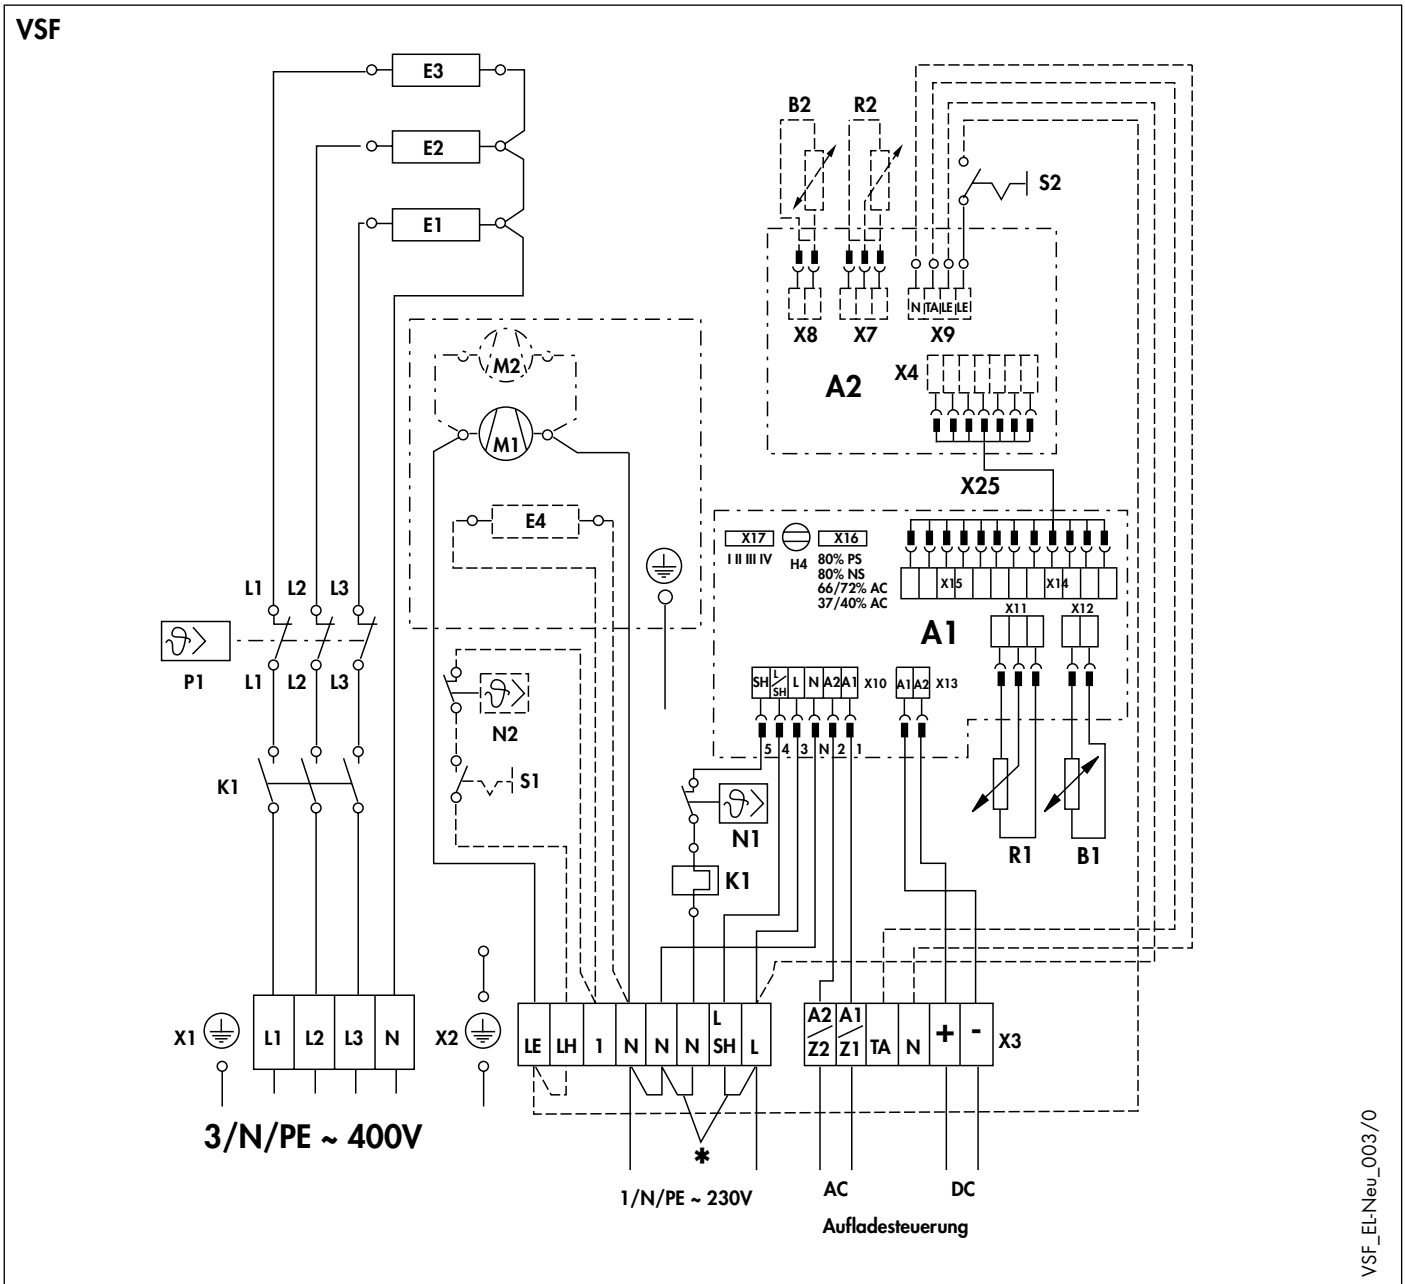 VSF
E3
E2
E1
B2 R2
S2
N TA LE LE
X8 X7 X9
X4
A2
M2
M1
X25
E4
X17 X16
I II III IV H4 80% PS
80% NS
66/72% AC
37/40% AC
X15 X14
X11 X12
A1
L1 L2 L3
ϑ>
P1
L1 L2 L3
SH L/SH L N A2 A1 X10
A1 A2 X13
5 4 3 N 2 1
ϑ>
N2
S1
K1
ϑ>
N1
K1
R1 B1
X1 L1 L2 L3 N
X2 LE LH 1 N N N L SH L
A2/Z2 A1/Z1 TA N + - X3
3/N/PE ~ 400V
*
1/N/PE ~ 230V
AC DC
Aufladesteuerung
VSF_EL-Neu_003/0